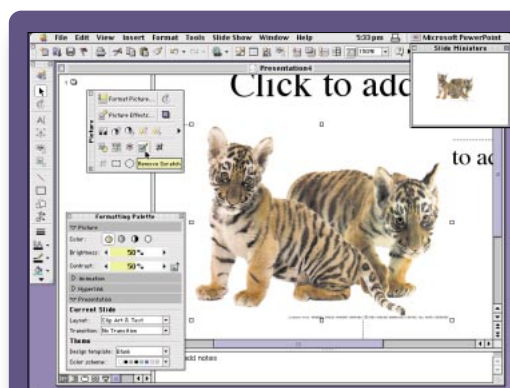 File Edit View Insert Format Tools Slide Show Window Help 5:33 pm Microsoft PowerPoint
Slide Miniature
100%
Presentation4
Click to add
to ad
Picture
Format Picture...
Picture Effects...
Remove Scratch
Formatting Palette
Picture
Color:
Brightness: 50 %
Contrast: 50 %
Animation
Hyperlink
Presentation
Current Slide
Layout: Clip Art & Text
Transition: No Transition
Theme
Design template: Blank
Color scheme:
add notes